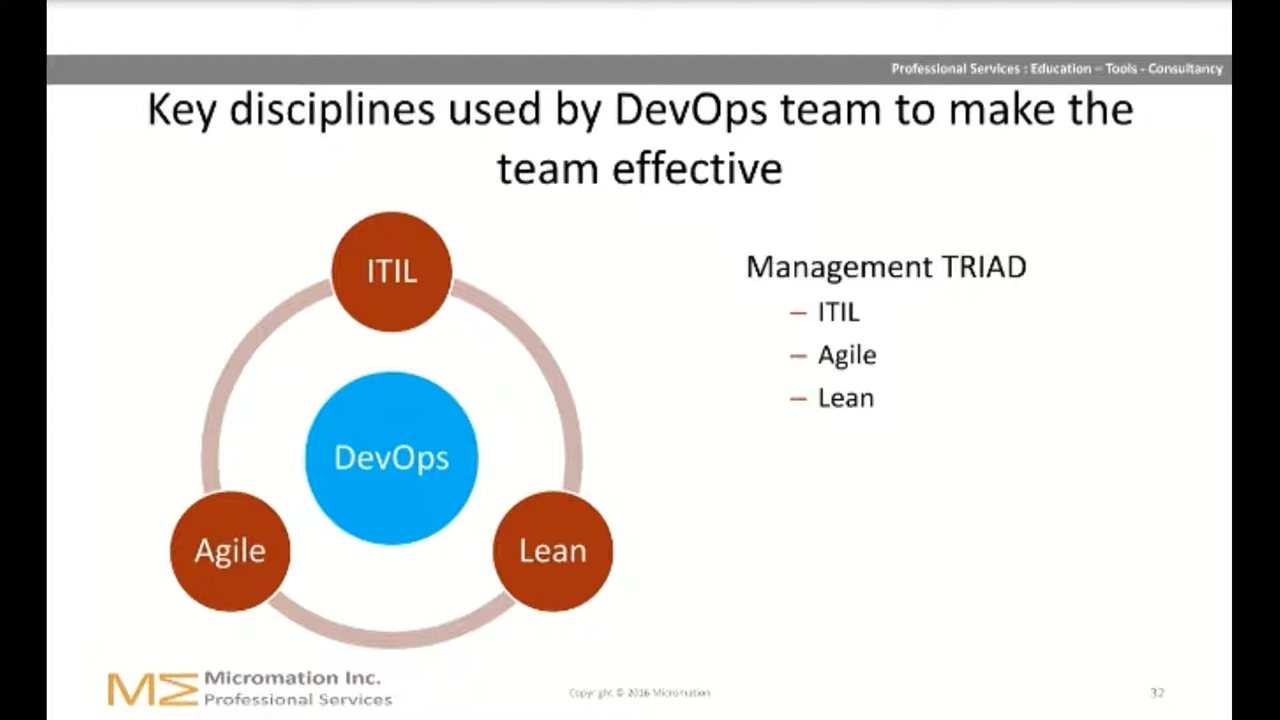 Professional Services : Education – Tools - Consultancy
Key disciplines used by DevOps team to make the
team effective
ITIL
DevOps
Agile
Lean
Management TRIAD
– ITIL
– Agile
– Lean
ME Micromation Inc.
Professional Services
Copyright © 2016 Micromation
32